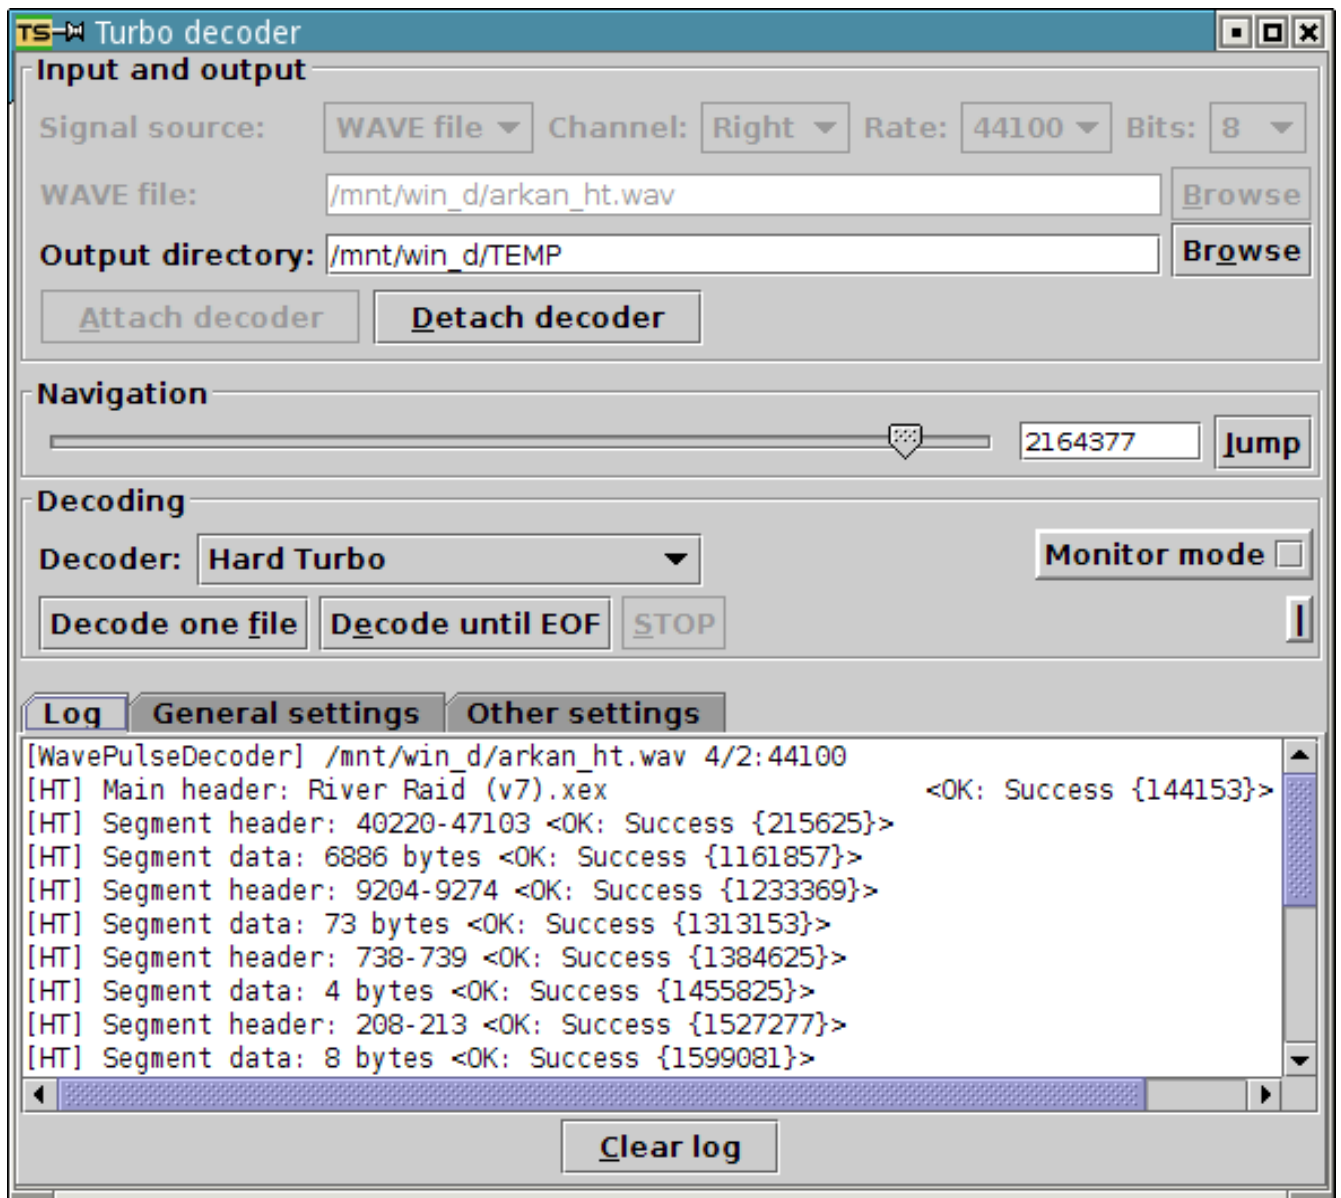 TS Turbo decoder
Input and output
Signal source: WAVE file Channel: Right Rate: 44100 Bits: 8
WAVE file: /mnt/win_d/arkan_ht.wav Browse
Output directory: /mnt/win_d/TEMP Browse
Attach decoder Detach decoder
Navigation
2164377 Jump
Decoding
Decoder: Hard Turbo Monitor mode
Decode one file Decode until EOF STOP |
Log General settings Other settings
[WavePulseDecoder] /mnt/win_d/arkan_ht.wav 4/2:44100
[HT] Main header: River Raid (v7).xex <OK: Success {144153}>
[HT] Segment header: 40220-47103 <OK: Success {215625}>
[HT] Segment data: 6886 bytes <OK: Success {1161857}>
[HT] Segment header: 9204-9274 <OK: Success {1233369}>
[HT] Segment data: 73 bytes <OK: Success {1313153}>
[HT] Segment header: 738-739 <OK: Success {1384625}>
[HT] Segment data: 4 bytes <OK: Success {1455825}>
[HT] Segment header: 208-213 <OK: Success {1527277}>
[HT] Segment data: 8 bytes <OK: Success {1599081}>
Clear log